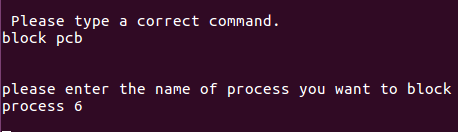 Please type a correct command.
block pcb
please enter the name of process you want to block
process 6